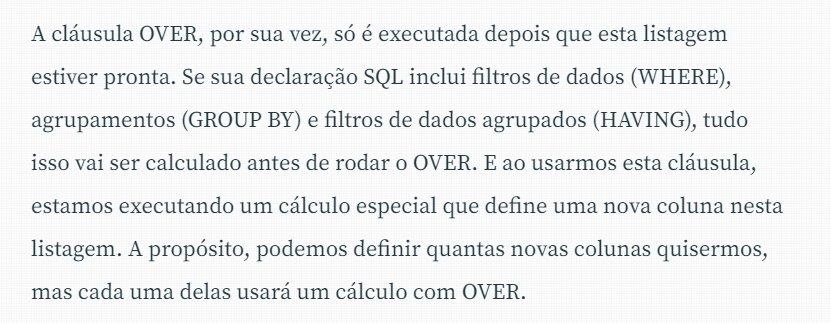 A cláusula OVER, por sua vez, só é executada depois que esta listagem
estiver pronta. Se sua declaração SQL inclui filtros de dados (WHERE),
agrupamentos (GROUP BY) e filtros de dados agrupados (HAVING), tudo
isso vai ser calculado antes de rodar o OVER. E ao usarmos esta cláusula,
estamos executando um cálculo especial que define uma nova coluna nesta
listagem. A propósito, podemos definir quantas novas colunas quisermos,
mas cada uma delas usará um cálculo com OVER.